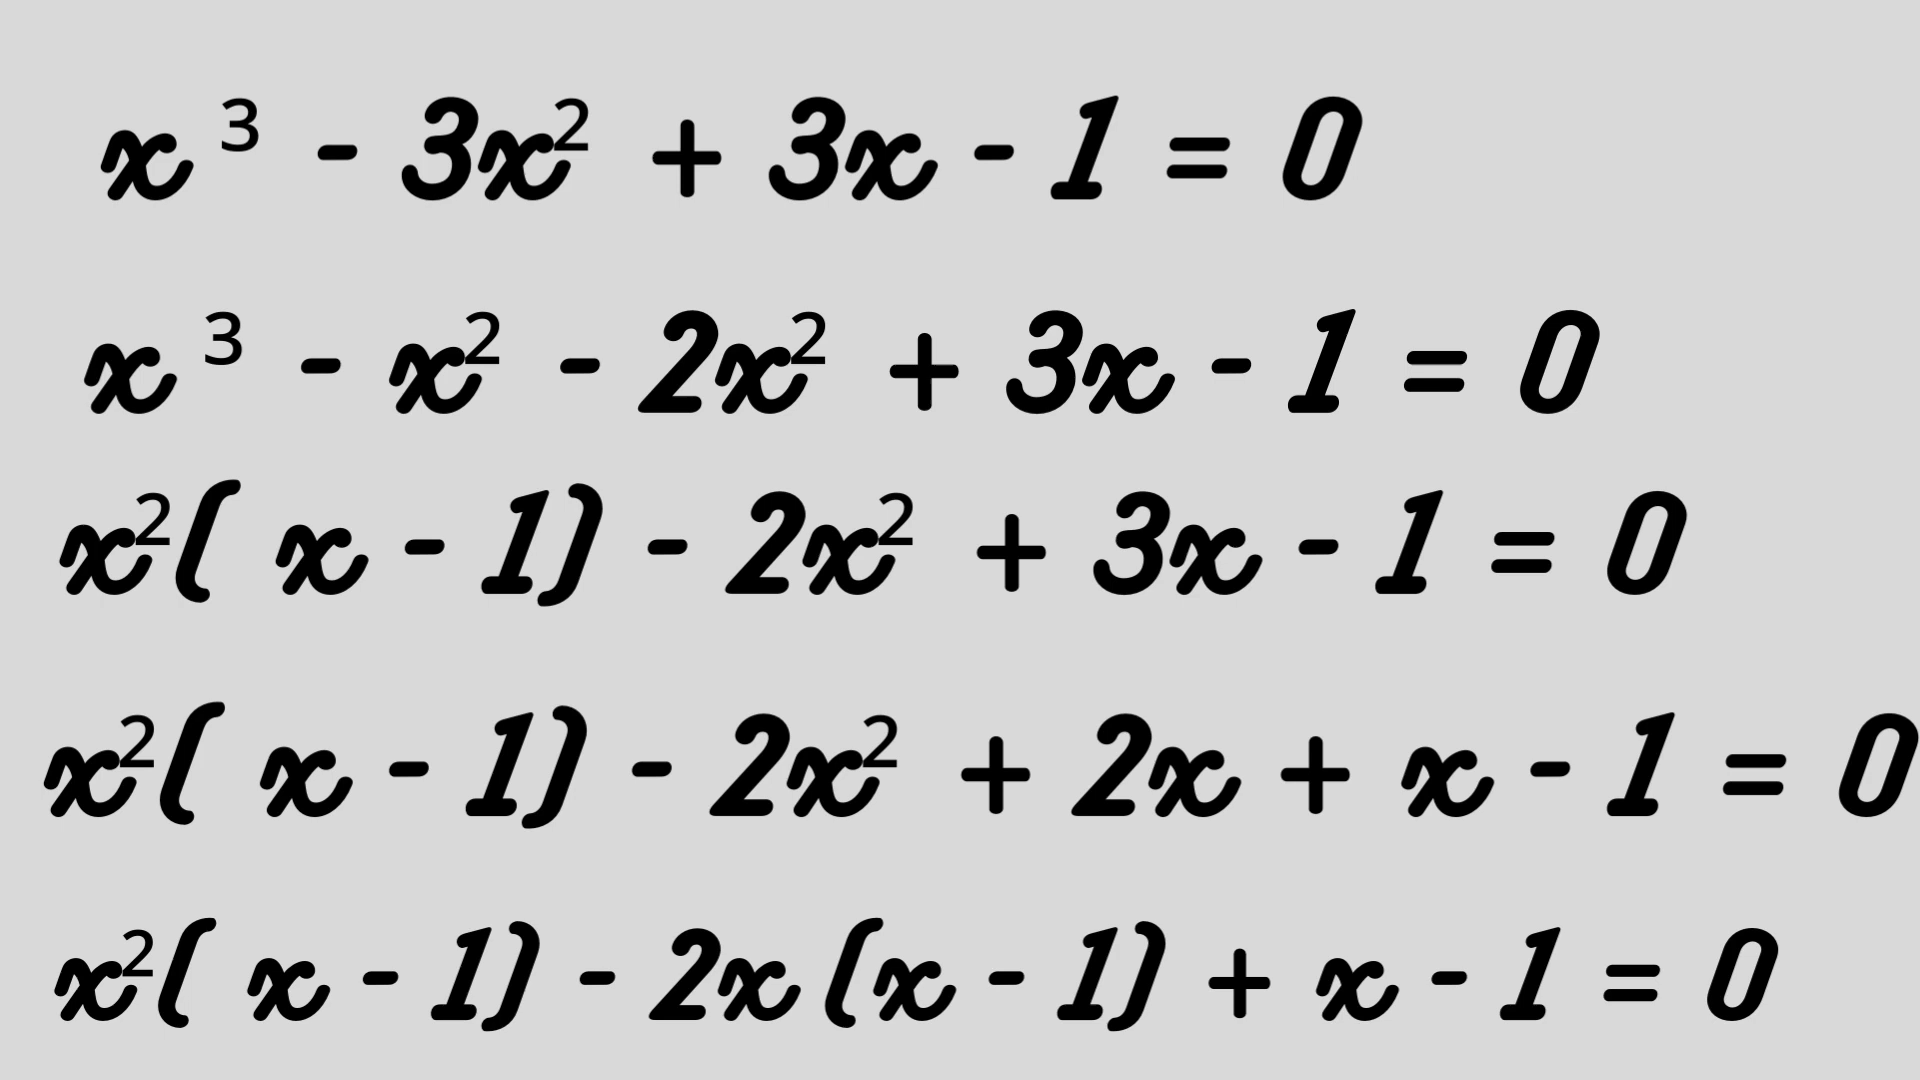 x³ - 3x² + 3x - 1 = 0
x³ - x² - 2x² + 3x - 1 = 0
x²( x - 1) - 2x² + 3x - 1 = 0
x²( x - 1) - 2x² + 2x + x - 1 = 0
x²( x - 1) - 2x (x - 1) + x - 1 = 0